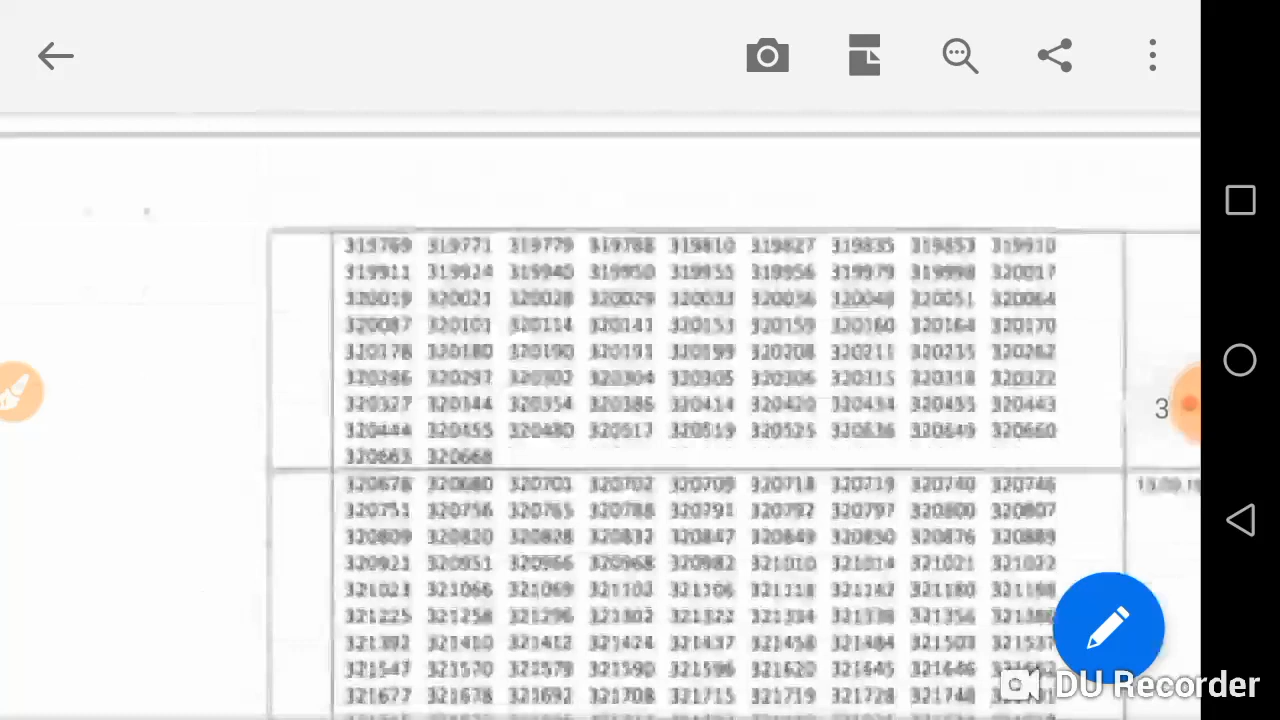 319769 319771 319779 319788 319810 319827 319835 319853 319910
319911 319924 319940 319950 319955 319956 319979 319998 320017
320019 320021 320028 320029 320033 320036 320048 320051 320064
320087 320101 320114 320141 320153 320159 320160 320164 320170
320178 320180 320190 320191 320199 320208 320211 320235 320262
320286 320297 320302 320304 320305 320306 320315 320318 320322
320327 320344 320354 320386 320414 320420 320434 320435 320443
320444 320455 320480 320517 320519 320525 320636 320649 320660
3
320663 320668
320678 320680 320701 320702 320709 320718 320719 320740 320746
320751 320756 320765 320788 320791 320792 320797 320800 320807
320809 320820 320828 320832 320847 320849 320850 320876 320889
320921 320951 320966 320968 320982 321010 321014 321021 321022
321023 321066 321069 321102 321106 321118 321142 321180 321198
321225 321258 321296 321302 321322 321334 321338 321356
321392 321410 321412 321424 321437 321458 321484 321503 321537
321547 321570 321579 321590 321596 321620 321645 321646
321677 321678 321692 321708 321715 321719 321728 321748
DU Recorder